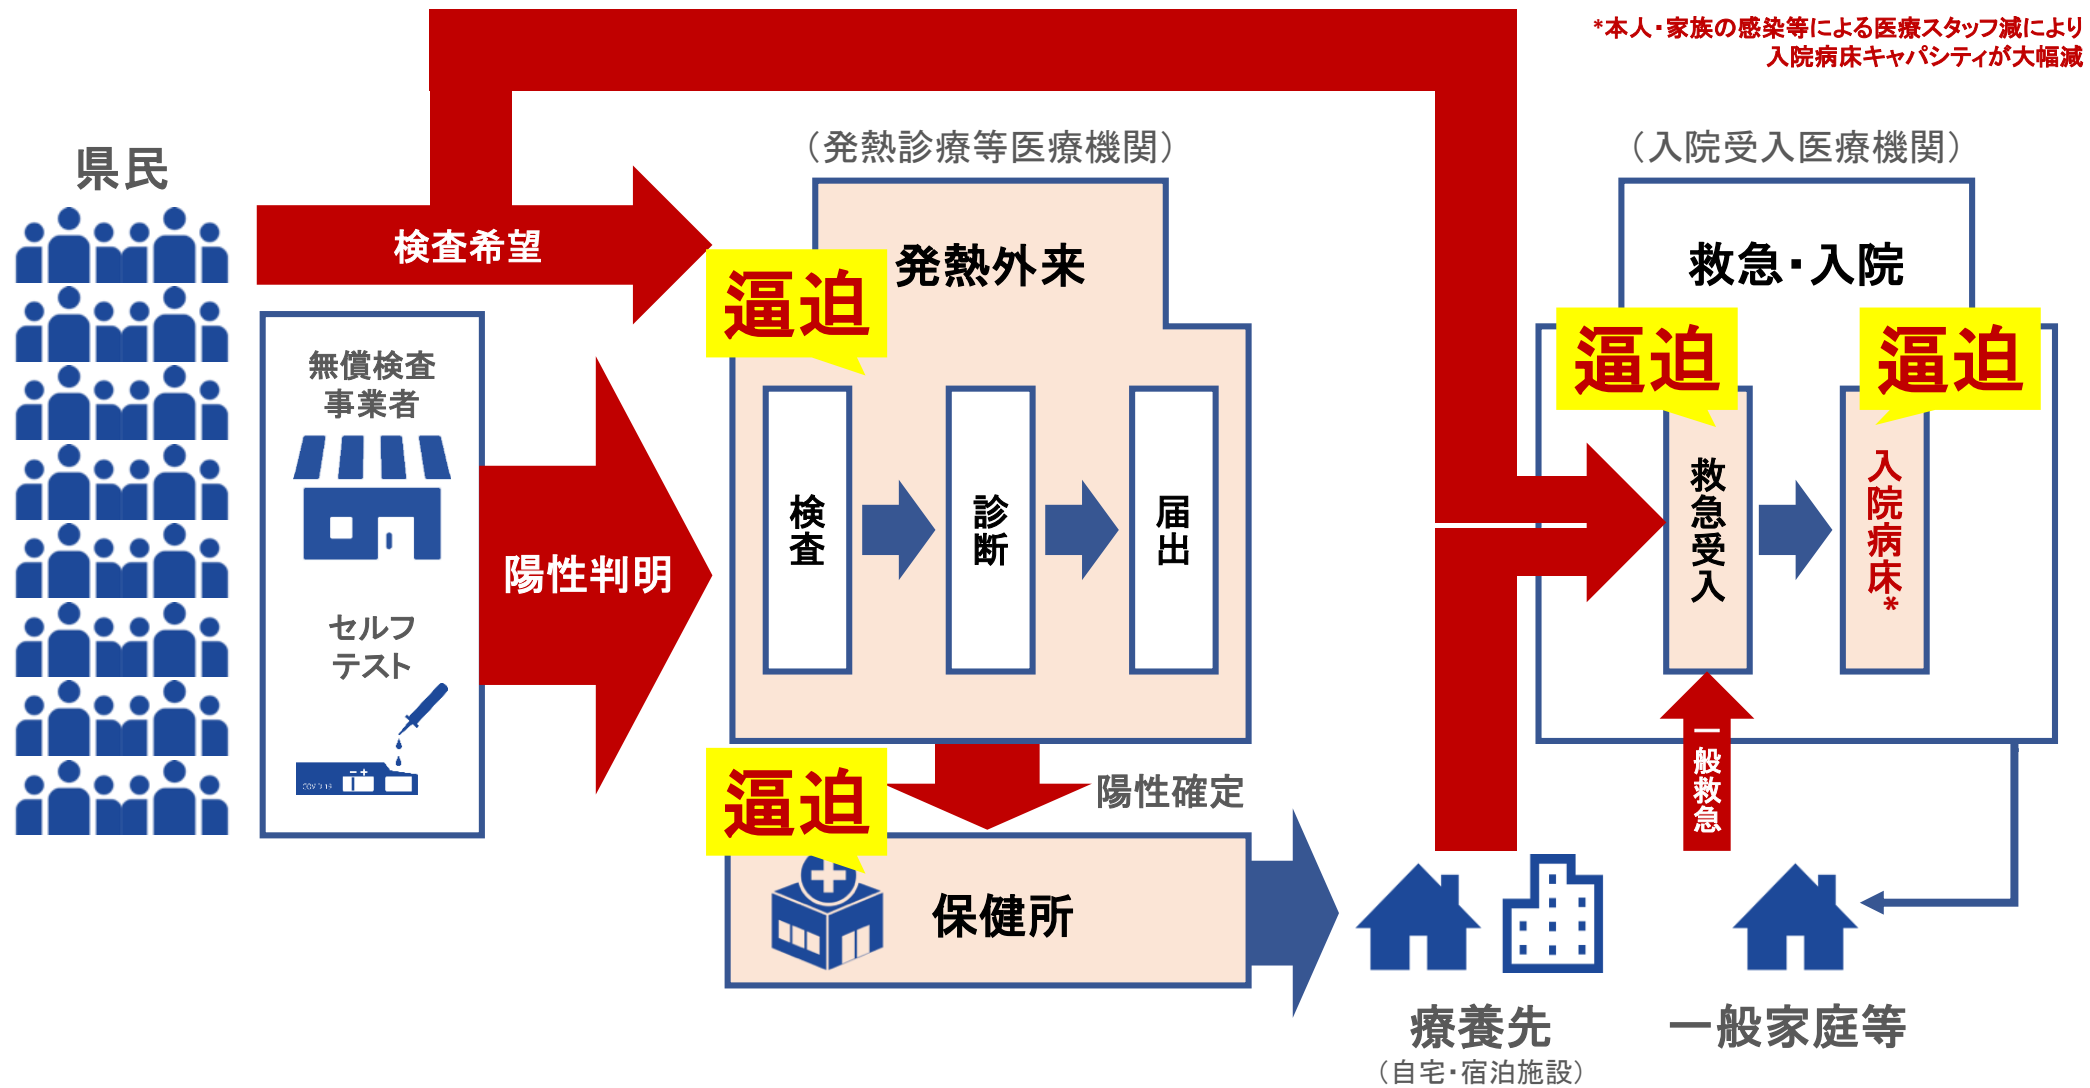 *本人・家族の感染等による医療スタッフ減により
入院病床キャパシティが大幅減
県民
検査希望
無償検査
事業者
セルフ
テスト
陽性判明
（発熱診療等医療機関）
発熱外来
逼迫
検査
診断
届出
陽性確定
逼迫
保健所
（入院受入医療機関）
救急・入院
逼迫
逼迫
救急受入
入院病床*
一般救急
療養先
（自宅・宿泊施設）
一般家庭等